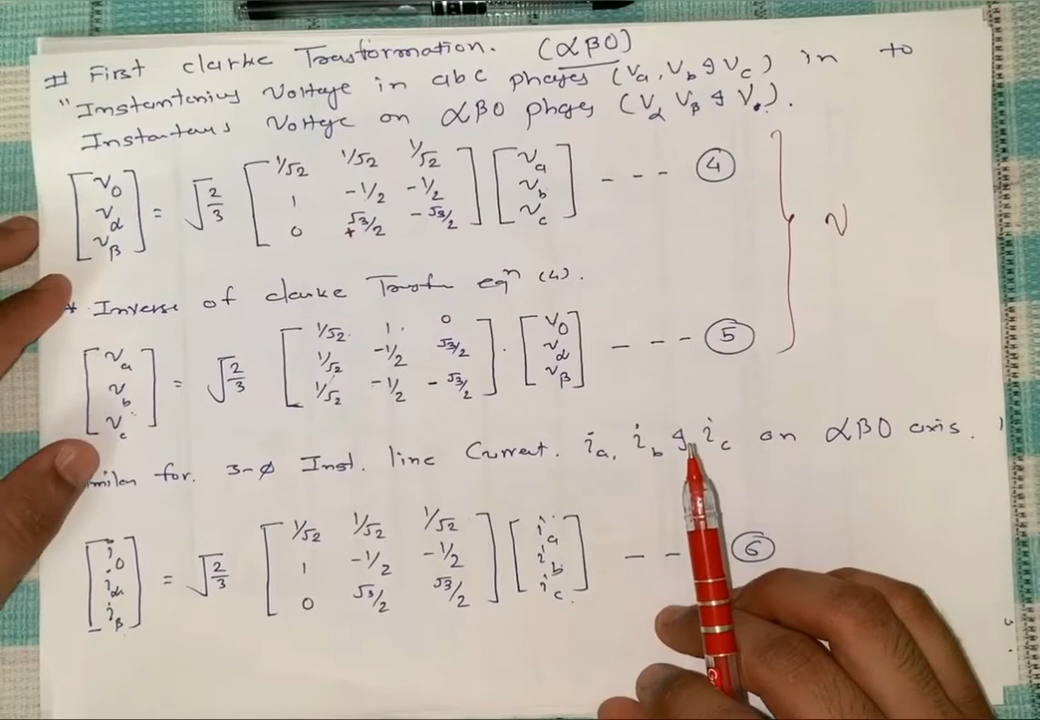 # First clarke Trasformation. (αβ0)
"Instantenius Voltage in abc phases (Va, Vb & Vc) in to
Instantaus Voltge on αβ0 phases (Vα Vβ & V0).
[v0 vα vβ] = √2/3 [1/√2 1/√2 1/√2; 1 -1/2 -1/2; 0 +√3/2 -√3/2] [va vb vc] - - - (4)
v
* Inverse of clarke Transfn eqn (4).
[va vb vc] = √2/3 [1/√2 1 0; 1/√2 -1/2 √3/2; 1/√2 -1/2 -√3/2] . [v0 vα vβ] - - - (5)
similar for. 3-φ Inst. line Current. ia, ib & ic on αβ0 axis.
[i0 iα iβ] = √2/3 [1/√2 1/√2 1/√2; 1 -1/2 -1/2; 0 √3/2 √3/2] [ia ib ic] - - (6)